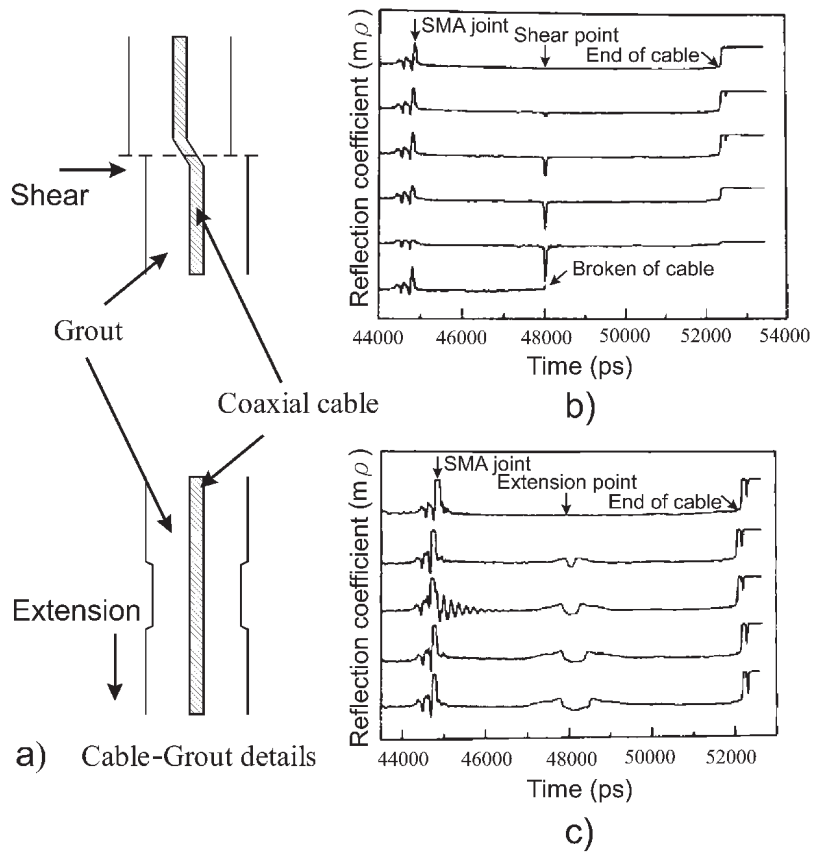 Shear
Grout
Coaxial cable
Extension
a)
Cable-Grout details
Reflection coefficient (mρ)
SMA joint
Shear point
End of cable
Broken of cable
44000 46000 48000 50000 52000 54000
Time (ps)
b)
Reflection coefficient (mρ)
SMA joint
Extension point
End of cable
44000 46000 48000 50000 52000
Time (ps)
c)